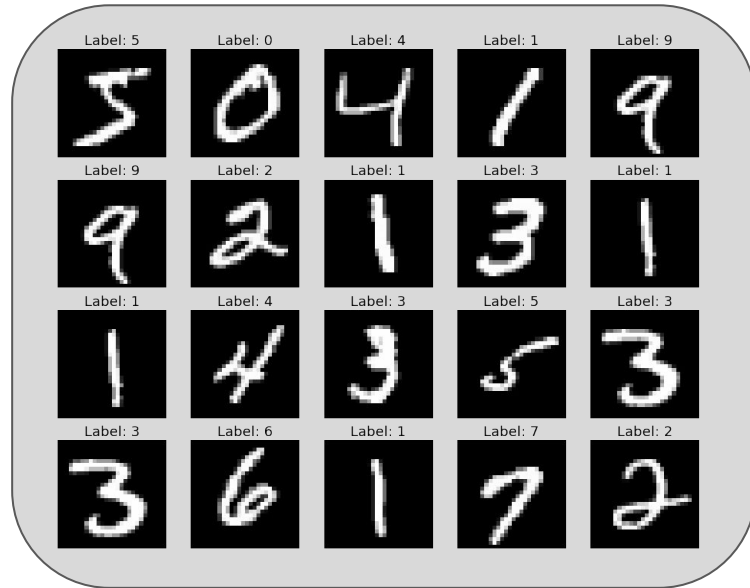 Label: 5 Label: 0 Label: 4 Label: 1 Label: 9
5 0 4 1 9
Label: 9 Label: 2 Label: 1 Label: 3 Label: 1
9 2 1 3 1
Label: 1 Label: 4 Label: 3 Label: 5 Label: 3
1 4 3 5 3
Label: 3 Label: 6 Label: 1 Label: 7 Label: 2
3 6 1 7 2